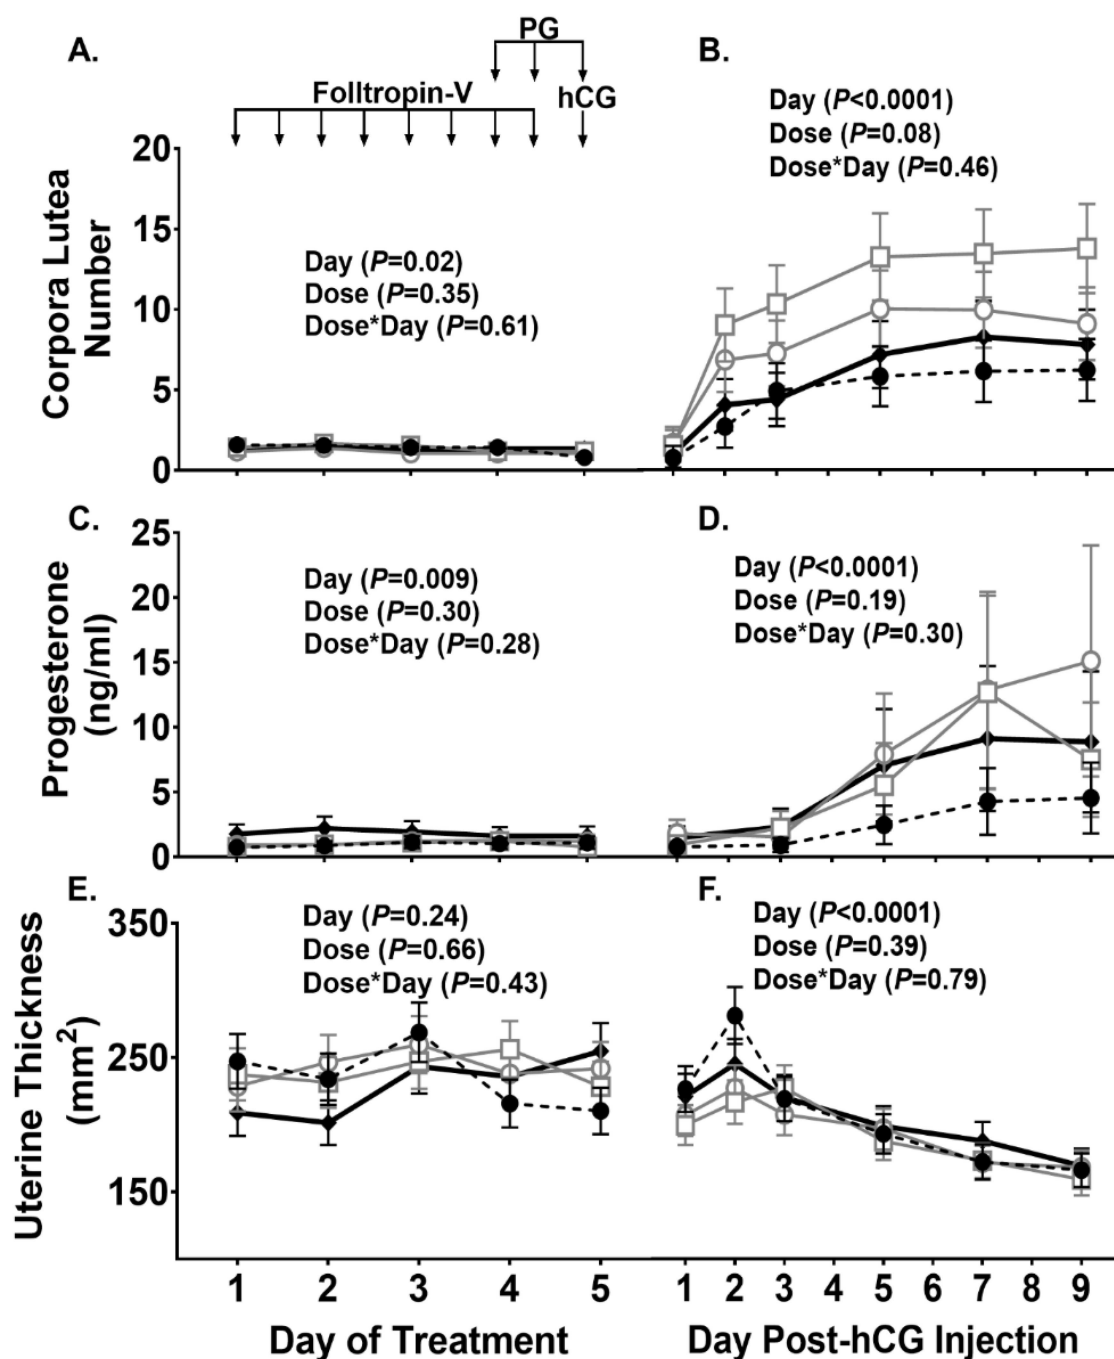 A.
PG
B.
Folltropin-V
hCG
Day (P<0.0001)
Dose (P=0.08)
Dose*Day (P=0.46)
Corpora Lutea
Number
20
15
10
5
0
Day (P=0.02)
Dose (P=0.35)
Dose*Day (P=0.61)
C.
D.
Progesterone
(ng/ml)
25
20
15
10
5
0
Day (P=0.009)
Dose (P=0.30)
Dose*Day (P=0.28)
Day (P<0.0001)
Dose (P=0.19)
Dose*Day (P=0.30)
E.
F.
Uterine Thickness
(mm2)
350
250
150
Day (P=0.24)
Dose (P=0.66)
Dose*Day (P=0.43)
Day (P<0.0001)
Dose (P=0.39)
Dose*Day (P=0.79)
1 2 3 4 5
1 2 3 4 5 6 7 8 9
Day of Treatment
Day Post-hCG Injection